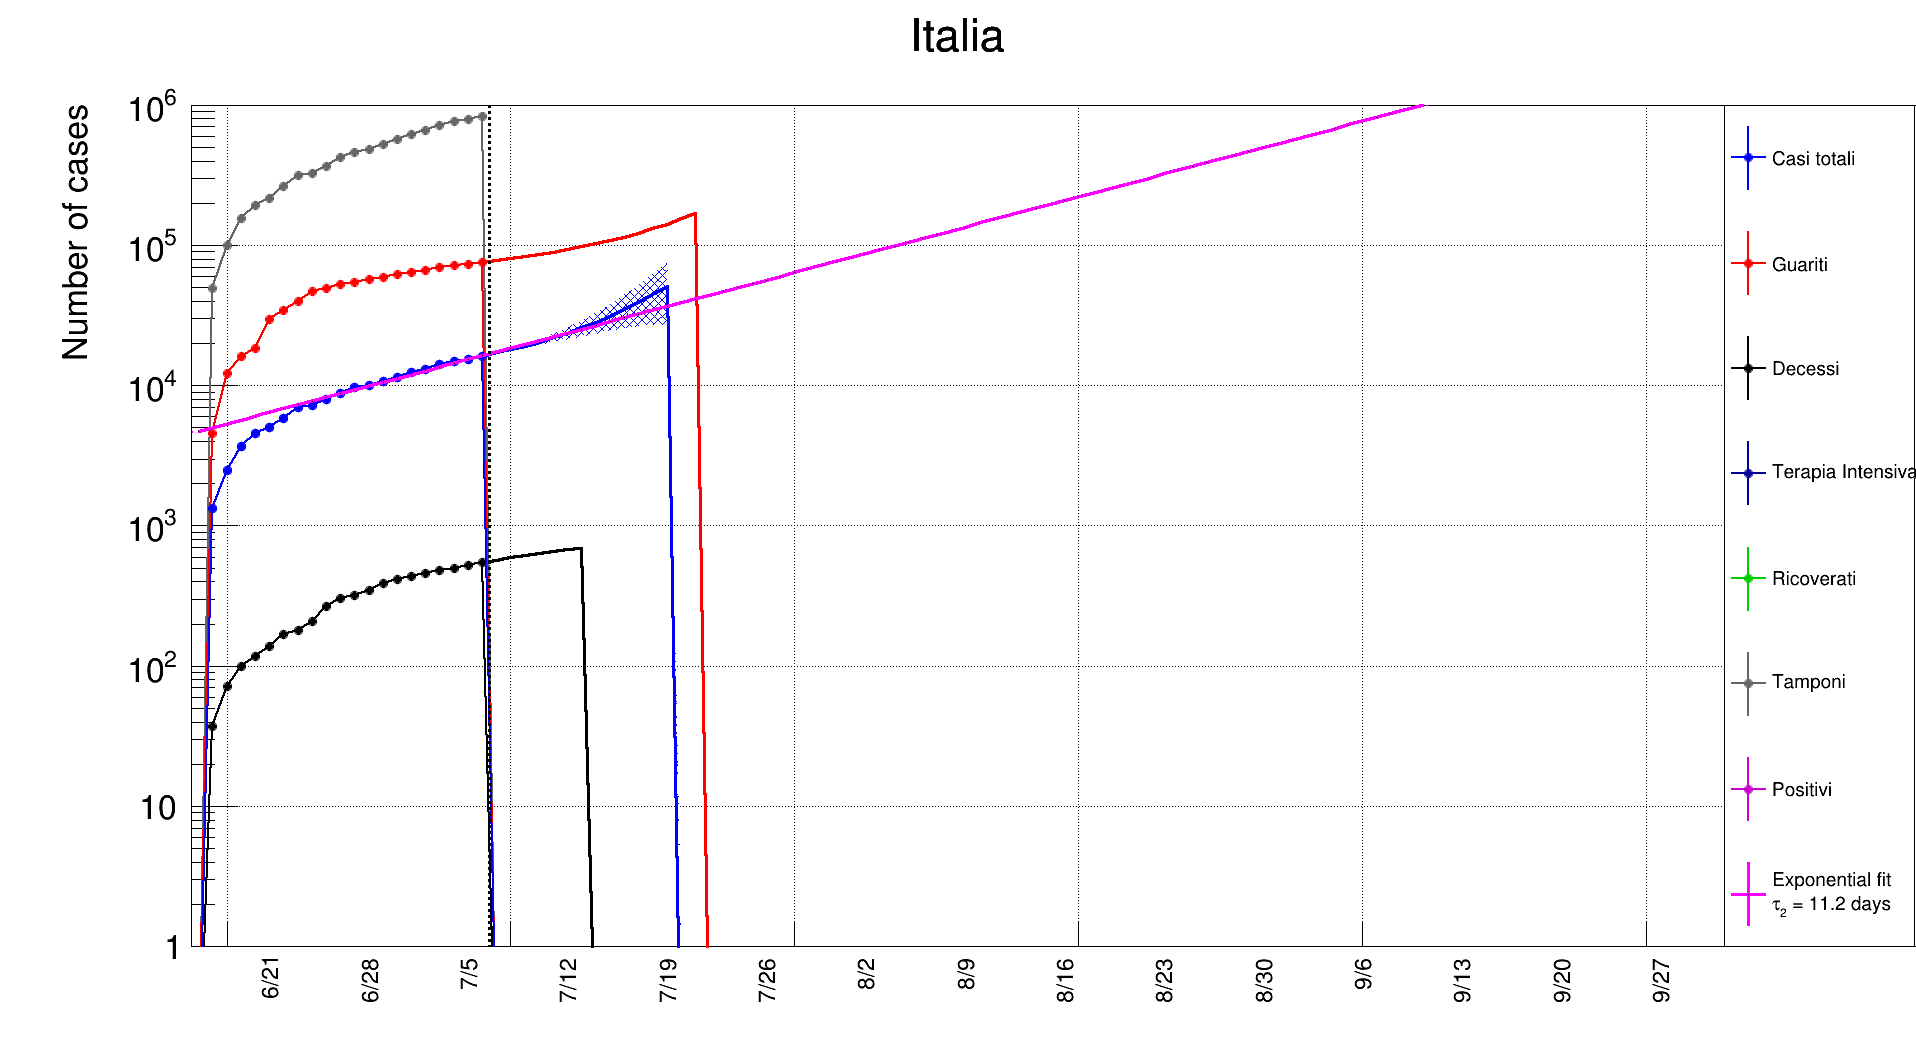 Italia
Number of cases
10^6
10^5
10^4
10^3
10^2
10
1
6/21
6/28
7/5
7/12
7/19
7/26
8/2
8/9
8/16
8/23
8/30
9/6
9/13
9/20
9/27
Casi totali
Guariti
Decessi
Terapia Intensiva
Ricoverati
Tamponi
Positivi
Exponential fit
τ₂ = 11.2 days